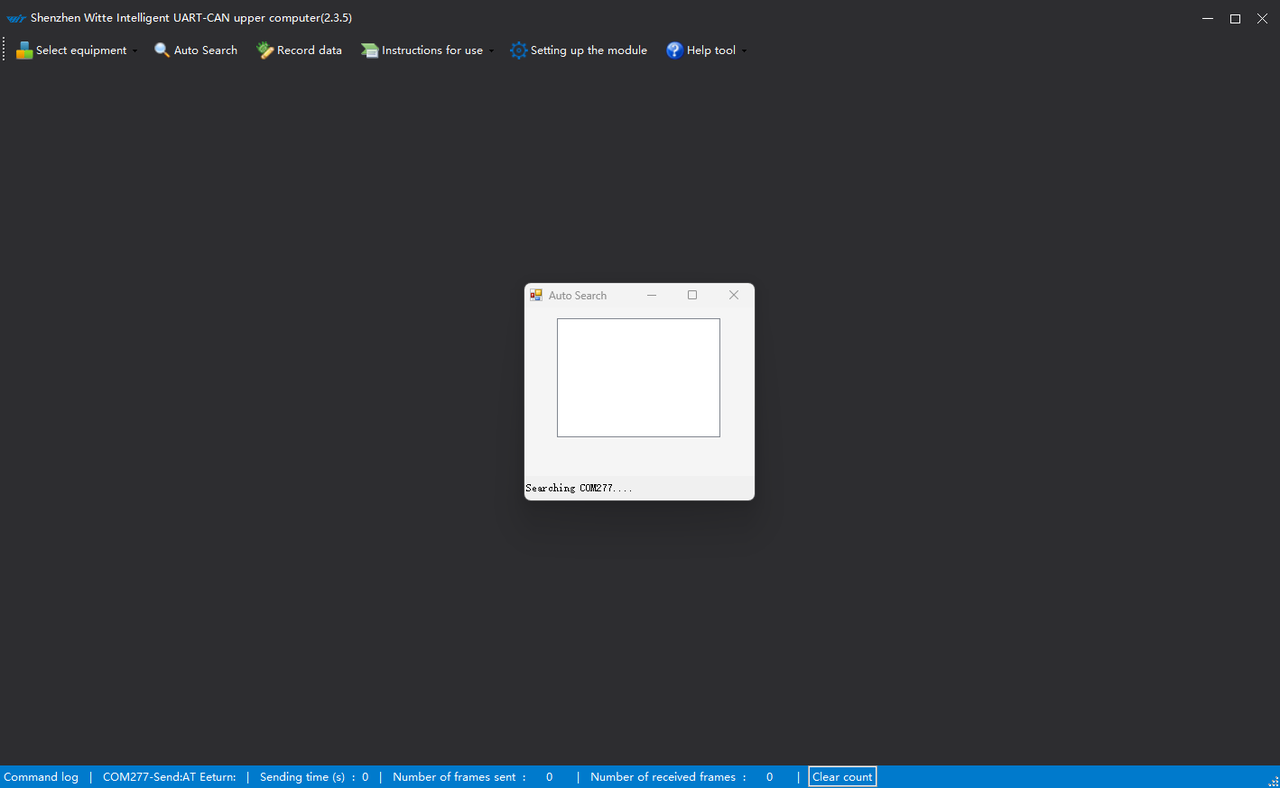 Shenzhen Witte Intelligent UART-CAN upper computer(2.3.5)
Select equipment Auto Search Record data Instructions for use Setting up the module Help tool
Auto Search
Searching COM277....
Command log | COM277-Send:AT Eeturn: | Sending time (s) : 0 | Number of frames sent : 0 | Number of received frames : 0 | Clear count